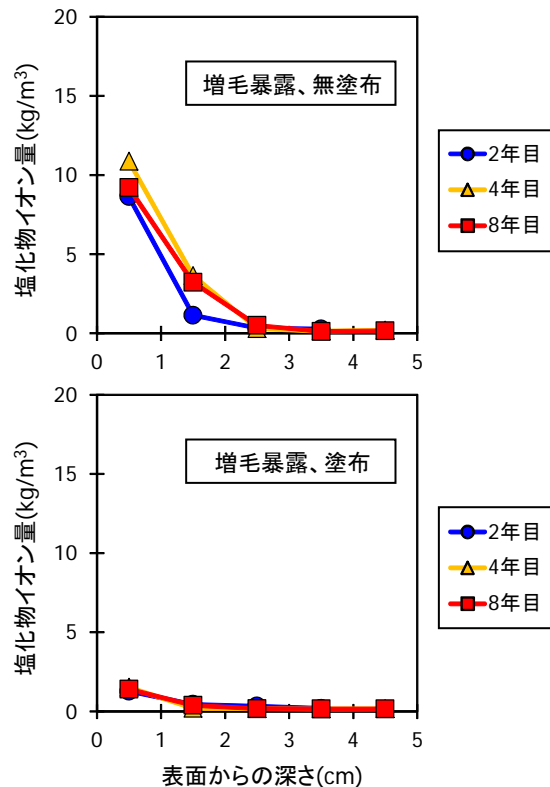 20
15
10
5
0
塩化物イオン量(kg/m³)
増毛暴露、無塗布
2年目
4年目
8年目
0 1 2 3 4 5
20
15
10
5
0
塩化物イオン量(kg/m³)
増毛暴露、塗布
2年目
4年目
8年目
0 1 2 3 4 5
表面からの深さ(cm)